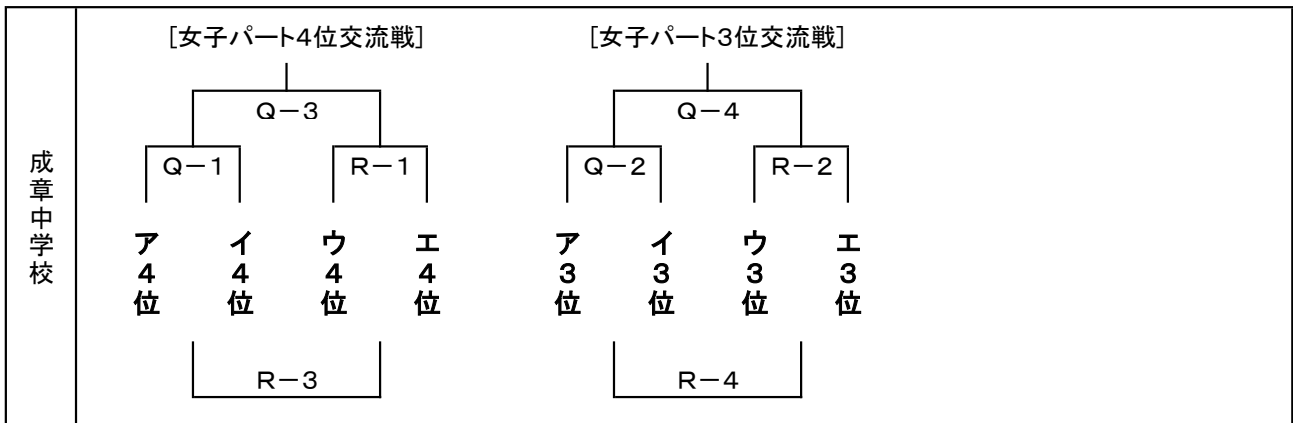 成章中学校
[女子パート4位交流戦]
Q－3
Q－1
R－1
ア4位
イ4位
ウ4位
エ4位
R－3
[女子パート3位交流戦]
Q－4
Q－2
R－2
ア3位
イ3位
ウ3位
エ3位
R－4